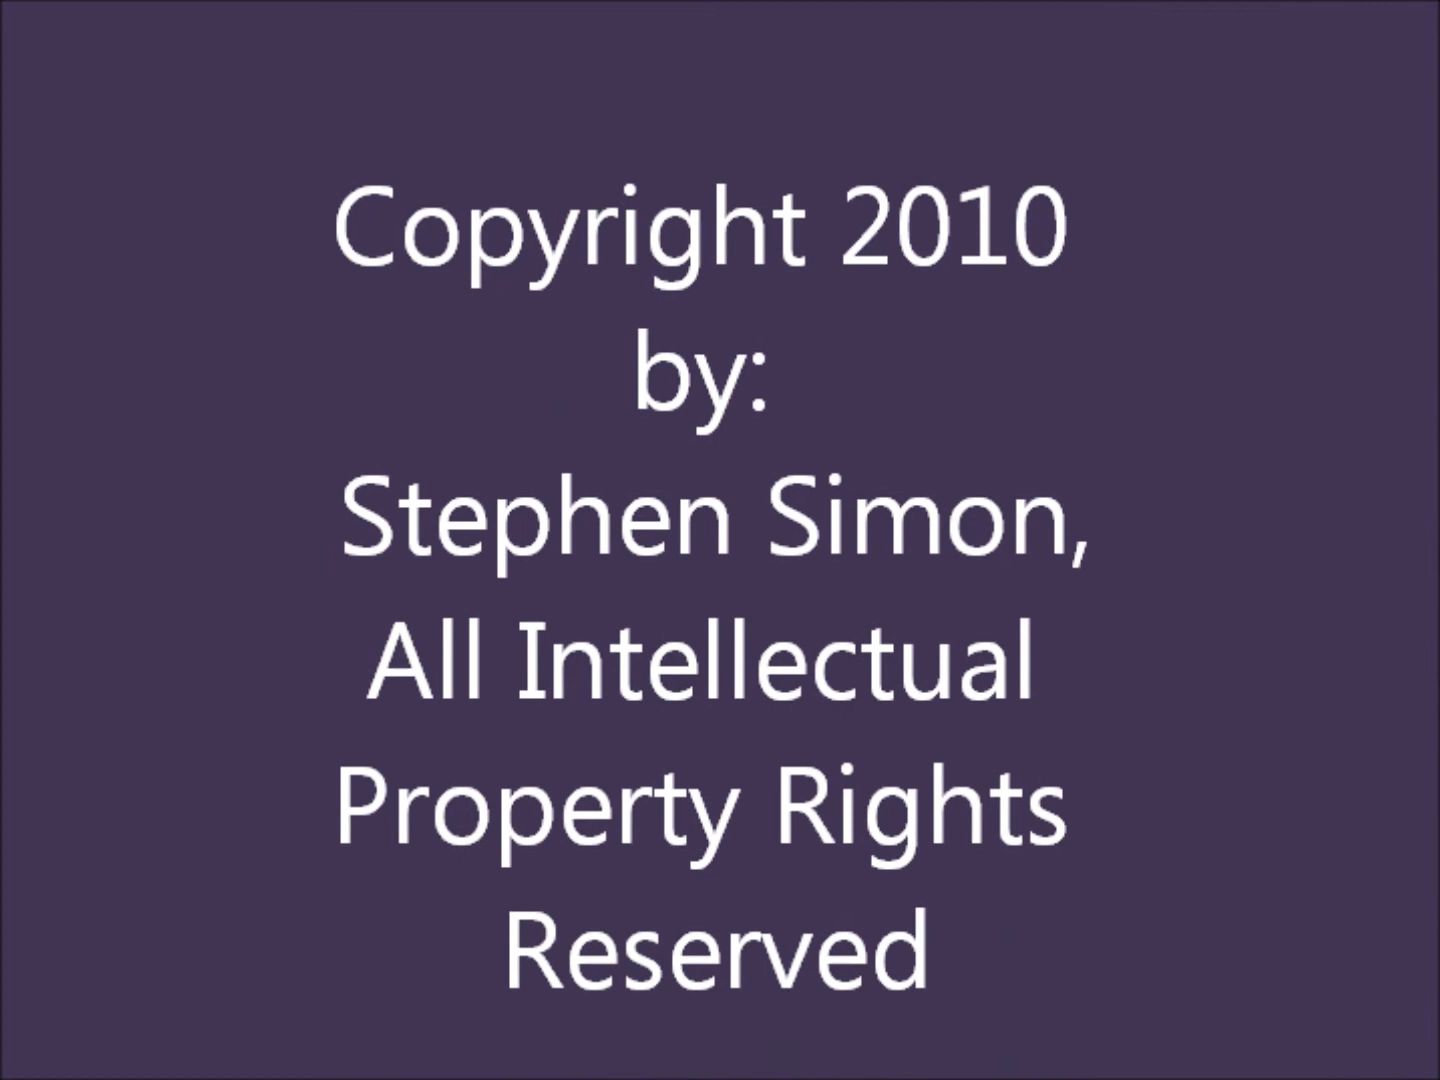 Copyright 2010
by:
Stephen Simon,
All Intellectual
Property Rights
Reserved